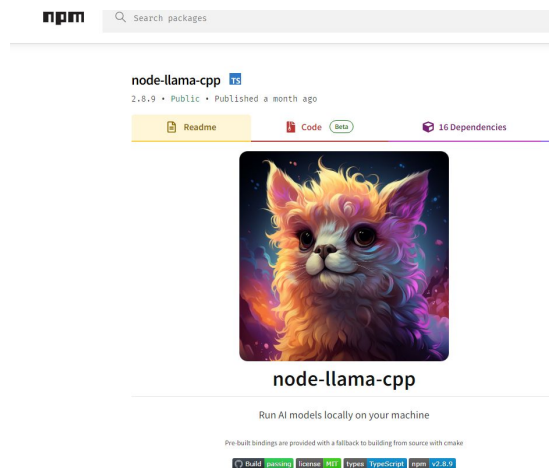 npm
Search packages
node-llama-cpp TS
2.8.9 • Public • Published a month ago
Readme
Code Beta
16 Dependencies
node-llama-cpp
Run AI models locally on your machine
Pre-built bindings are provided with a fallback to building from source with cmake
Build passing license MIT types TypeScript npm v2.8.9